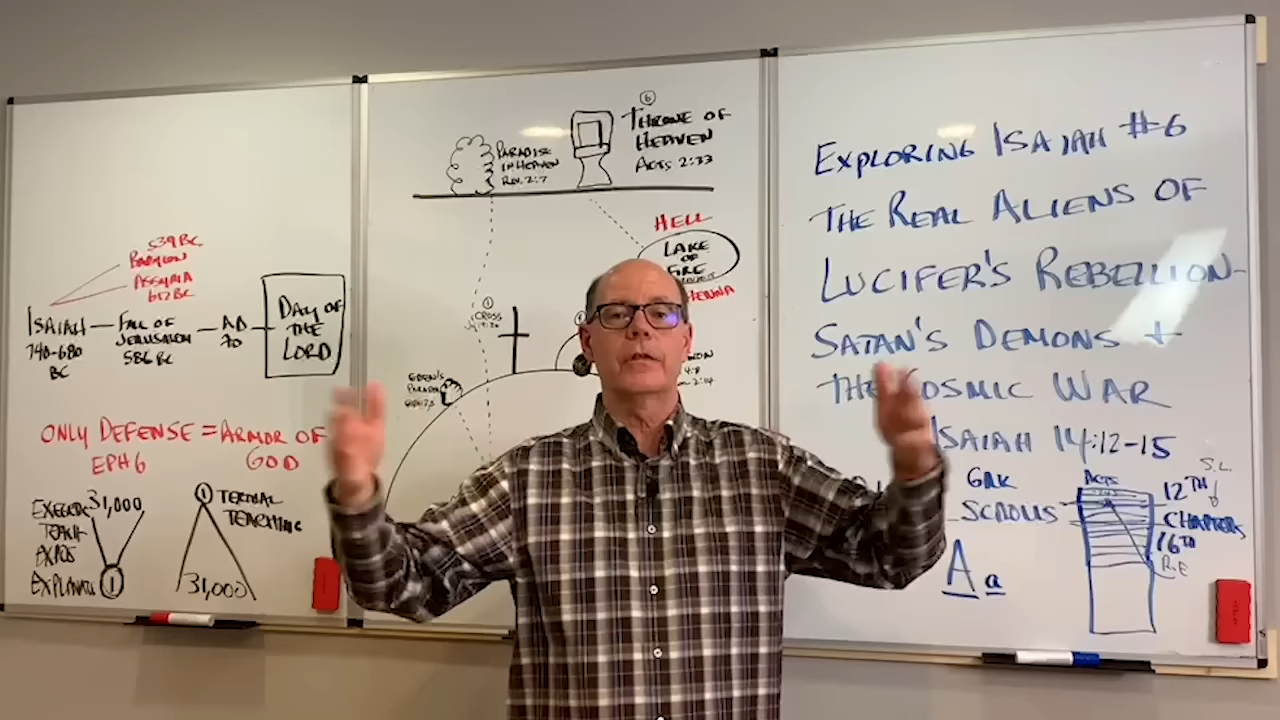 539 BC
BABYLON
ASSYRIA
612 BC
ISAIAH — FALL OF JERUSALEM — AD 70
740-680 BC
586 BC
DAY OF
THE
LORD
ONLY DEFENSE = ARMOR OF
EPH 6
GOD
31,000
TEACH
EXPOS
1
1
TEACHING
31,000
6
THRONE OF
HEAVEN
ACTS 2:33
PARADISE
IN HEAVEN
REV. 2:7
HELL
LAKE
OF
FIRE
1
CROSS
EDEN'S
EXPLORING ISAIAH #6
THE REAL ALIENS OF
LUCIFER'S REBELLION-
SATAN'S DEMONS +
THE COSMIC WAR
ISAIAH 14:12-15
GRK
SCROLLS
A a
ACTS
S.L.
12TH
CHAPTERS
16TH
R.E